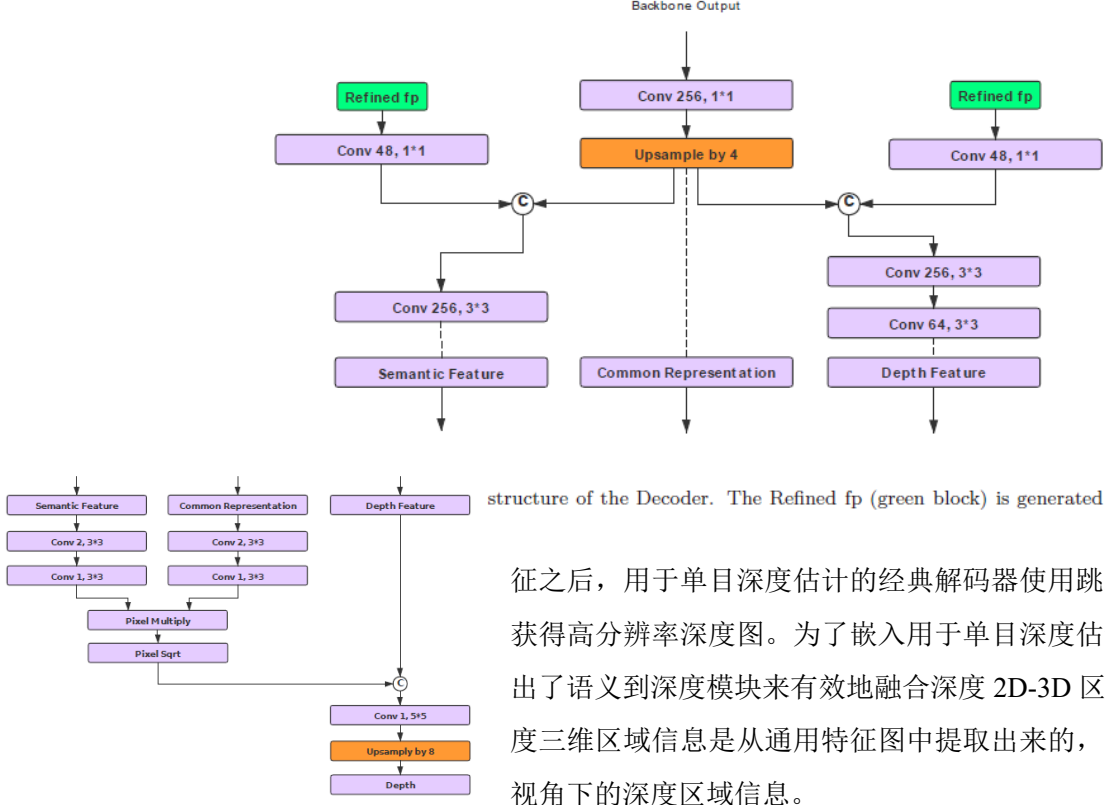 Backbone Output
Refined fp
Conv 256, 1*1
Refined fp
Conv 48, 1*1
Upsample by 4
Conv 48, 1*1
C
C
Conv 256, 3*3
Conv 256, 3*3
Conv 64, 3*3
Semantic Feature
Common Representation
Depth Feature
structure of the Decoder. The Refined fp (green block) is generated
Semantic Feature
Common Representation
Depth Feature
Conv 2, 3*3
Conv 2, 3*3
Conv 1, 3*3
Conv 1, 3*3
Pixel Multiply
Pixel Sqrt
C
Conv 1, 5*5
Upsamply by 8
Depth
征之后，用于单目深度估计的经典解码器使用跳
获得高分辨率深度图。为了嵌入用于单目深度估
出了语义到深度模块来有效地融合深度 2D-3D 区
度三维区域信息是从通用特征图中提取出来的，
视角下的深度区域信息。